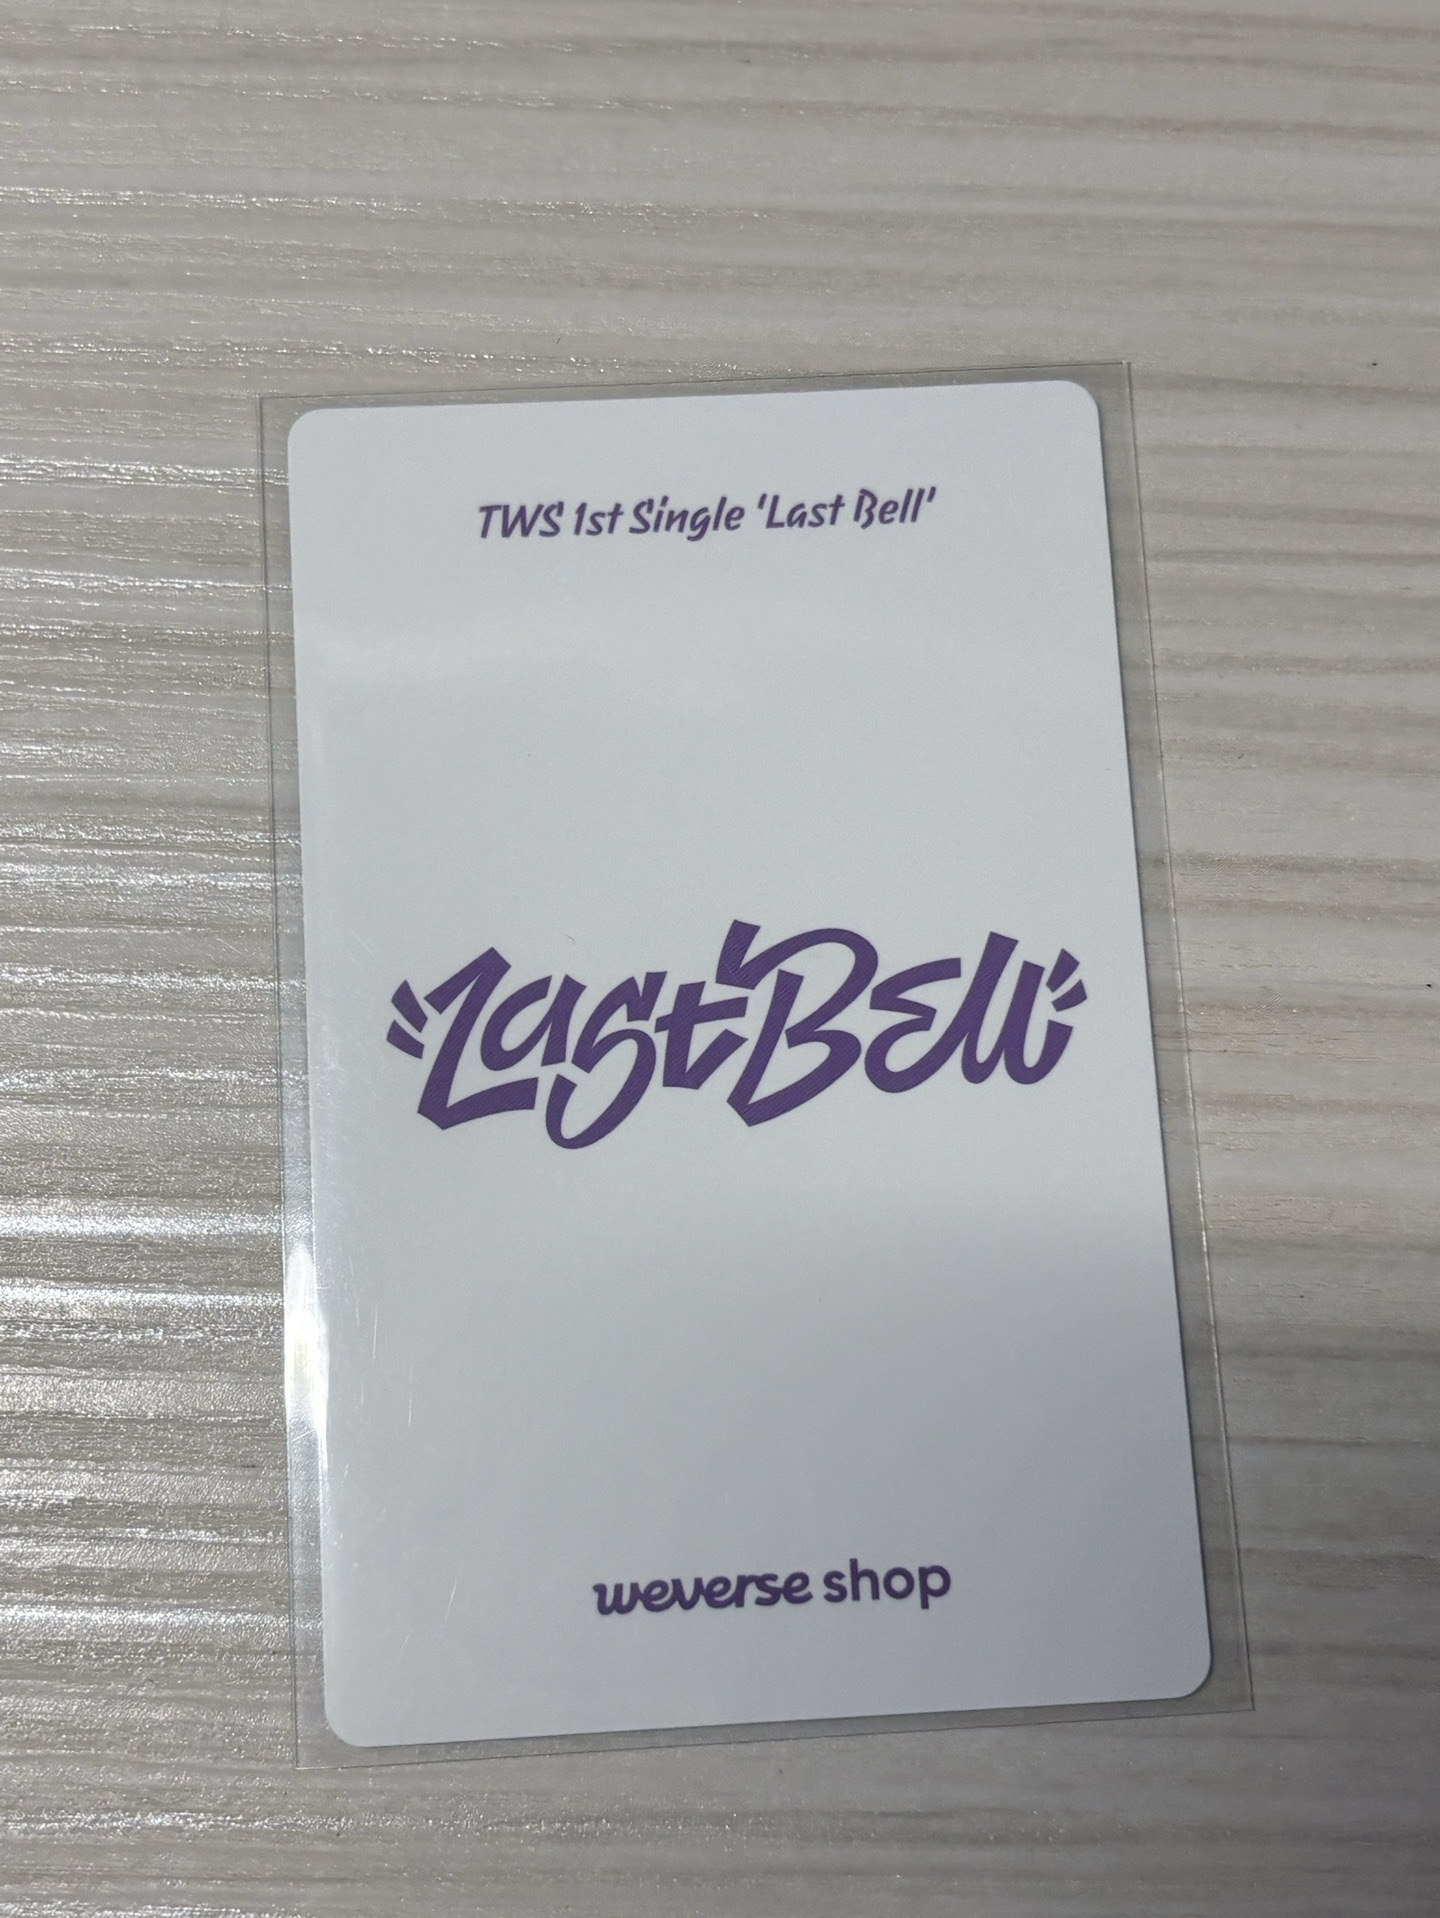 TWS 1st Single 'Last Bell'
"Last Bell"
weverse shop